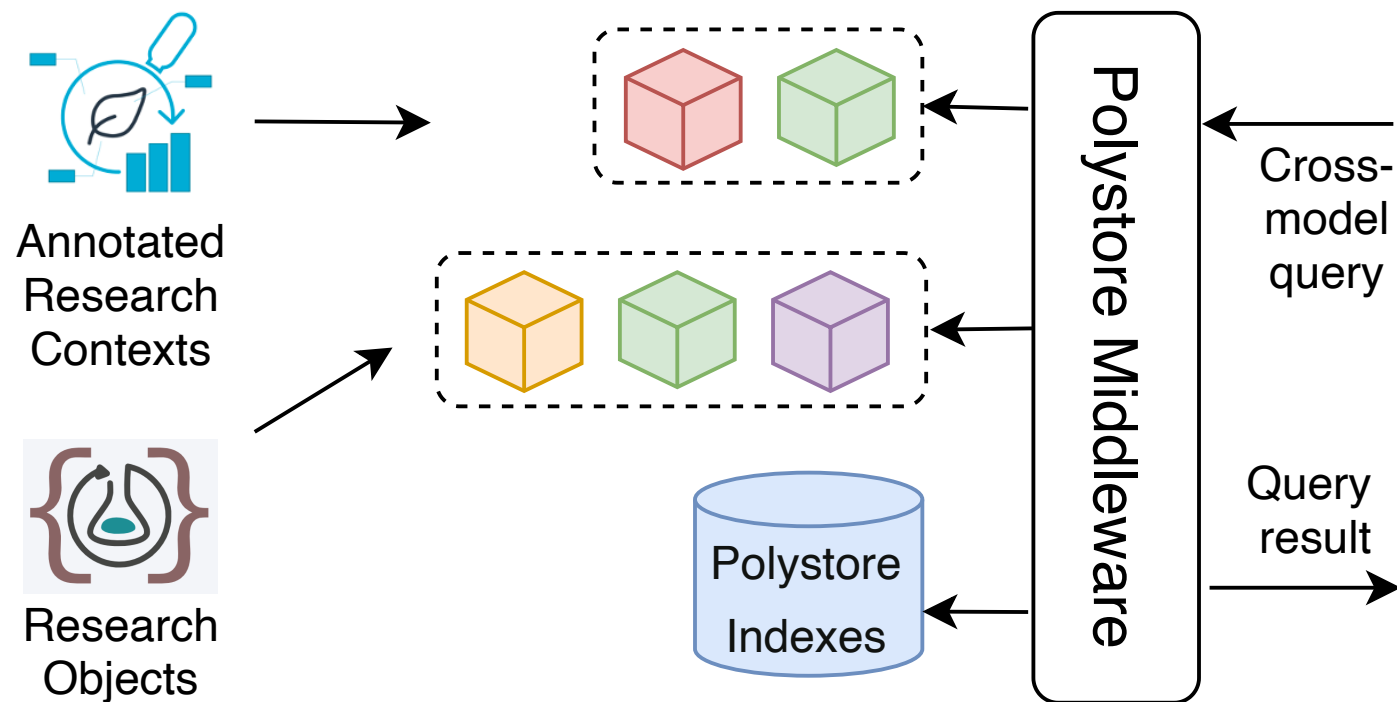 Annotated
Research
Contexts
Research
Objects
Polystore
Indexes
Polystore Middleware
Cross-
model
query
Query
result